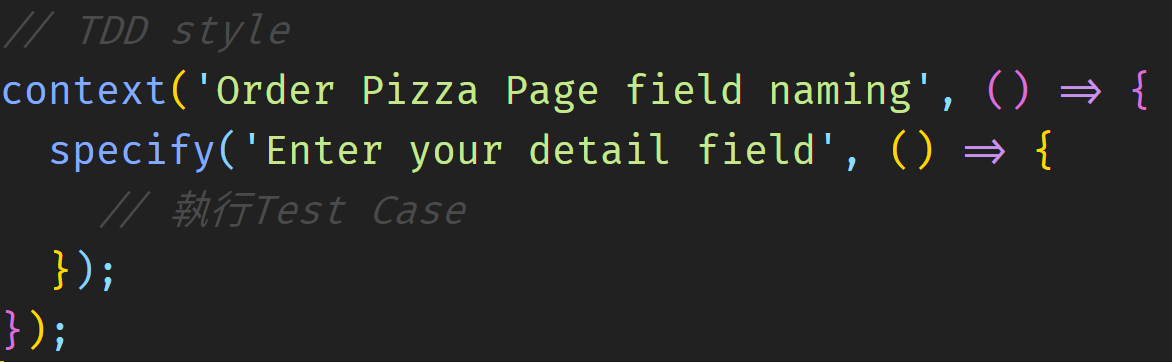 // TDD style
context('Order Pizza Page field naming', () => {
  specify('Enter your detail field', () => {
    // 執行Test Case
  });
});